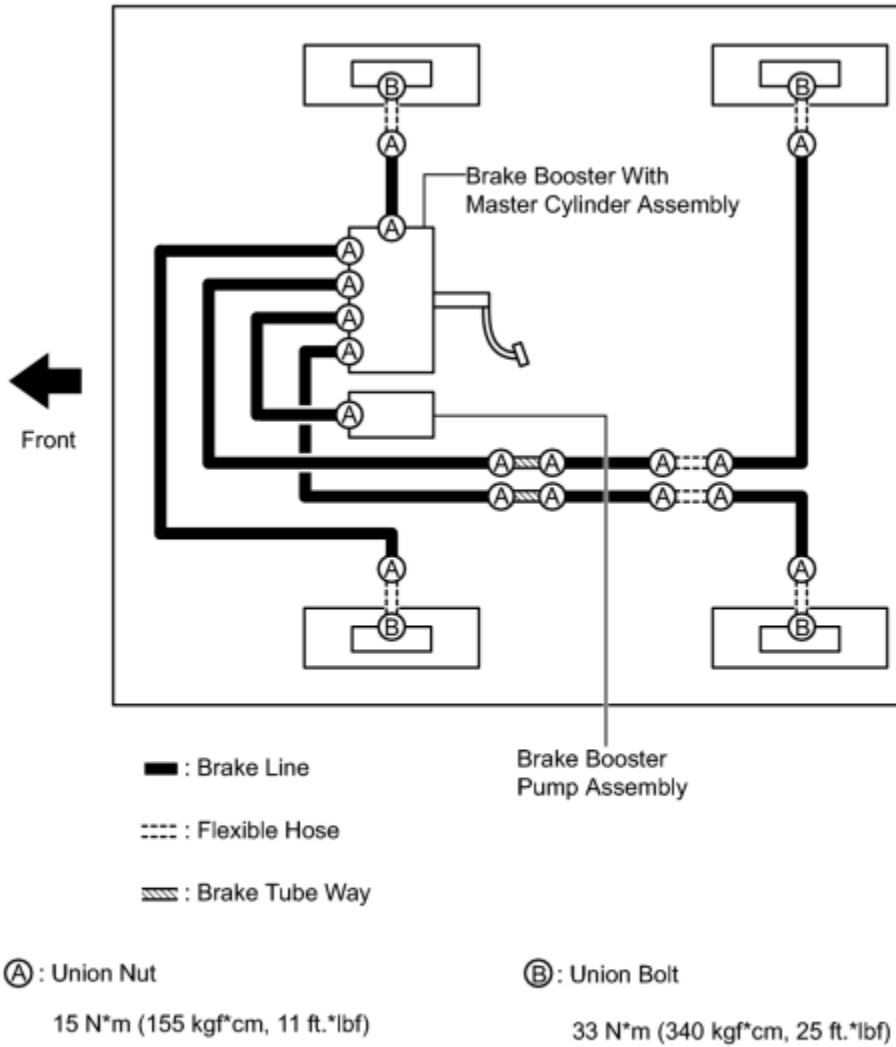 B
B
A
A
Brake Booster With
Master Cylinder Assembly
A
A
A
A
A
A
Front
A A A A
A A A A
A
A
B
B
Brake Booster
Pump Assembly
: Brake Line
: Flexible Hose
: Brake Tube Way
A : Union Nut
15 N*m (155 kgf*cm, 11 ft.*lbf)
B : Union Bolt
33 N*m (340 kgf*cm, 25 ft.*lbf)